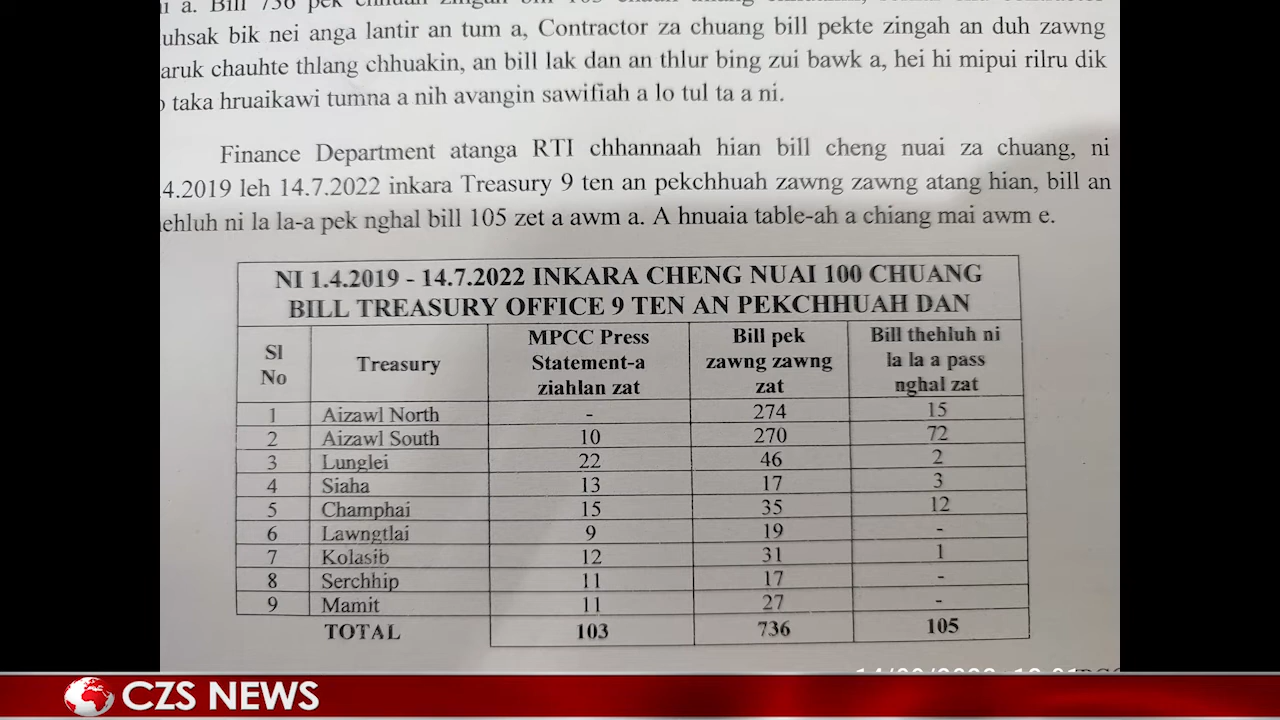 a. Bill 736 pek
uhsak bik nei anga lantir an tum a, Contractor za chuang bill pekte zingah an duh zawng
aruk chauhte thlang chhuakin, an bill lak dan an thlur bing zui bawk a, hei hi mipui rilru dik
taka hruaikawi tumna a nih avangin sawifiah a lo tul ta a ni.
Finance Department atanga RTI chhannaah hian bill cheng nuai za chuang, ni
.4.2019 leh 14.7.2022 inkara Treasury 9 ten an pekchhuah zawng zawng atang hian, bill an
ehluh ni la la-a pek nghal bill 105 zet a awm a. A hnuaia table-ah a chiang mai awm e.
NI 1.4.2019 - 14.7.2022 INKARA CHENG NUAI 100 CHUANG
BILL TREASURY OFFICE 9 TEN AN PEKCHHUAH DAN
Sl No Treasury MPCC Press Statement-a ziahlan zat Bill pek zawng zawng zat Bill thehluh ni la la a pass nghal zat
1 Aizawl North - 274 15
2 Aizawl South 10 270 72
3 Lunglei 22 46 2
4 Siaha 13 17 3
5 Champhai 15 35 12
6 Lawngtlai 9 19 -
7 Kolasib 12 31 1
8 Serchhip 11 17 -
9 Mamit 11 27 -
TOTAL 103 736 105
CZS NEWS